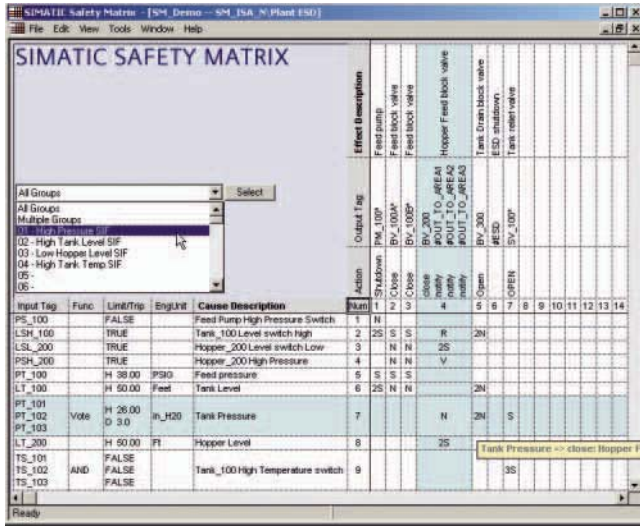 SIMATIC Safety Matrix - [SM_Demo -- SM_ISA_N\Plant ESD]
File Edit View Tools Window Help
SIMATIC SAFETY MATRIX
All Groups Select
All Groups
Multiple Groups
01 - High Pressure SIF
02 - High Tank Level SIF
03 - Low Hopper Level SIF
04 - High Tank Temp SIF
05 -
06 -
Effect Description
Feed pump
Feed block valve
Feed block valve
Hopper Feed block valve
Tank Drain block valve
ESD shutdown
Tank relief valve
Output Tag
PM_100*
BV_100A*
BV_100B*
BV_200
#OUT_TO_AREA1
#OUT_TO_AREA2
#OUT_TO_AREA3
BV_300
#ESD
SV_100*
Action
Shutdown
Close
Close
close
notify
notify
notify
Open
OPEN
Input Tag Func Limit/Trip EngUnit Cause Description Num 1 2 3 4 5 6 7 8 9 10 11 12 13 14
PS_100 FALSE Feed Pump High Pressure Switch 1 N
LSH_100 TRUE Tank_100 Level switch high 2 2S S S R 2N
LSL_200 TRUE Hopper_200 Level switch Low 3 N N 2S
PSH_200 TRUE Hopper_200 High Pressure 4 N N V
PT_100 H 38.00 PSIG Feed pressure 5 S S S
LT_100 H 50.00 Feet Tank Level 6 2S N N 2N
PT_101
PT_102
PT_103
Vote
H 26.00
D 3.0
in_H20 Tank Pressure 7 N 2N S
LT_200 H 50.00 Ft Hopper Level 8 2S
Tank Pressure -> close: Hopper F
TS_101 FALSE
TS_102 AND FALSE Tank_100 High Temperature switch 9 3S
TS_103 FALSE
Ready